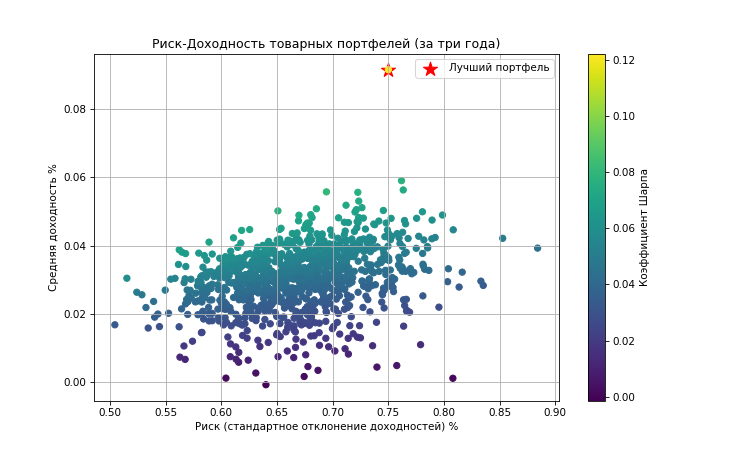 Риск-Доходность товарных портфелей (за три года)
Лучший портфель
Средняя доходность %
0.08
0.06
0.04
0.02
0.00
0.50 0.55 0.60 0.65 0.70 0.75 0.80 0.85 0.90
Риск (стандартное отклонение доходностей) %
0.12
0.10
0.08
0.06
0.04
0.02
0.00
Коэффициент Шарпа